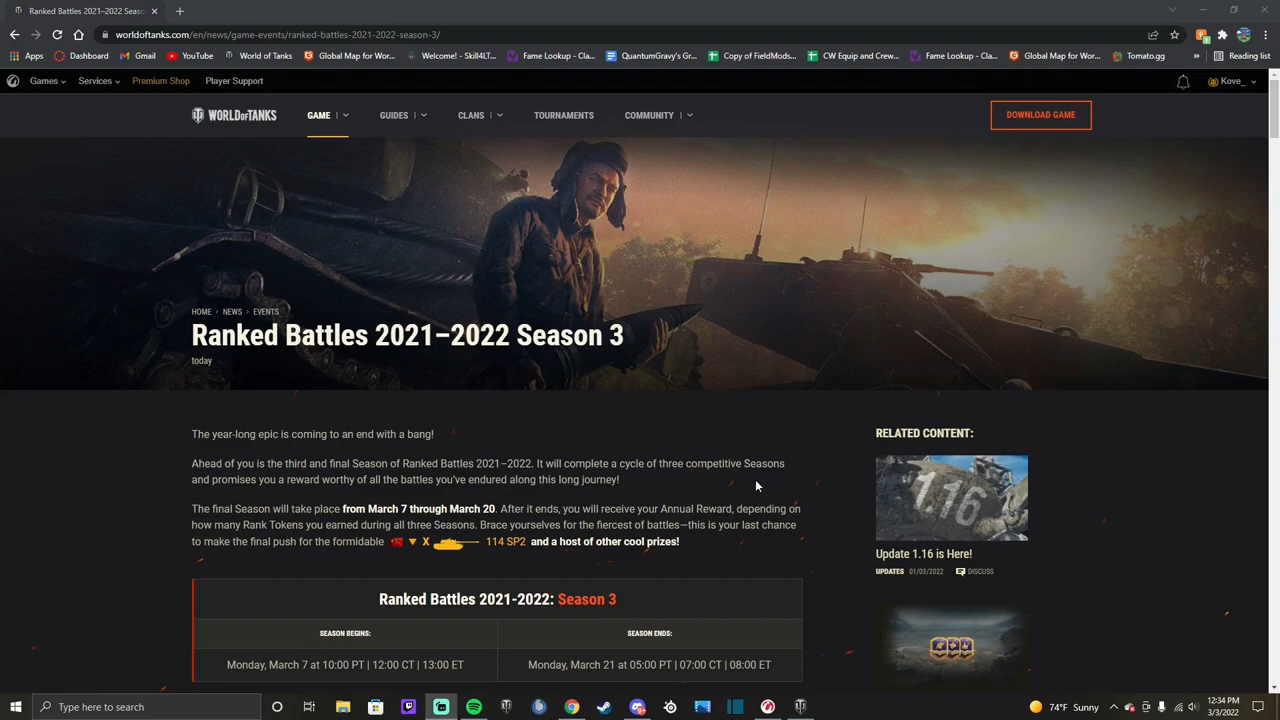 Ranked Battles 2021–2022 Seaso
worldoftanks.com/en/news/game-events/ranked-battles-2021-2022-season-3/
Apps Dashboard Gmail YouTube World of Tanks Global Map for Wor... Welcome! - Skill4LT... Fame Lookup - Cla... QuantumGravy's Gr... Copy of FieldMods... CW Equip and Crew... Fame Lookup - Cla... Global Map for Wor... Tomato.gg » Reading list
Games Services Premium Shop Player Support Kove_
WORLD OF TANKS GAME GUIDES CLANS TOURNAMENTS COMMUNITY DOWNLOAD GAME
HOME › NEWS › EVENTS
Ranked Battles 2021–2022 Season 3
today
The year-long epic is coming to an end with a bang!
Ahead of you is the third and final Season of Ranked Battles 2021–2022. It will complete a cycle of three competitive Seasons
and promises you a reward worthy of all the battles you've endured along this long journey!
The final Season will take place from March 7 through March 20. After it ends, you will receive your Annual Reward, depending on
how many Rank Tokens you earned during all three Seasons. Brace yourselves for the fiercest of battles—this is your last chance
to make the final push for the formidable X 114 SP2 and a host of other cool prizes!
Ranked Battles 2021-2022: Season 3
SEASON BEGINS: SEASON ENDS:
Monday, March 7 at 10:00 PT | 12:00 CT | 13:00 ET Monday, March 21 at 05:00 PT | 07:00 CT | 08:00 ET
RELATED CONTENT:
1.16
Update 1.16 is Here!
UPDATES 01/03/2022 DISCUSS
Type here to search
74°F Sunny
12:34 PM
3/3/2022